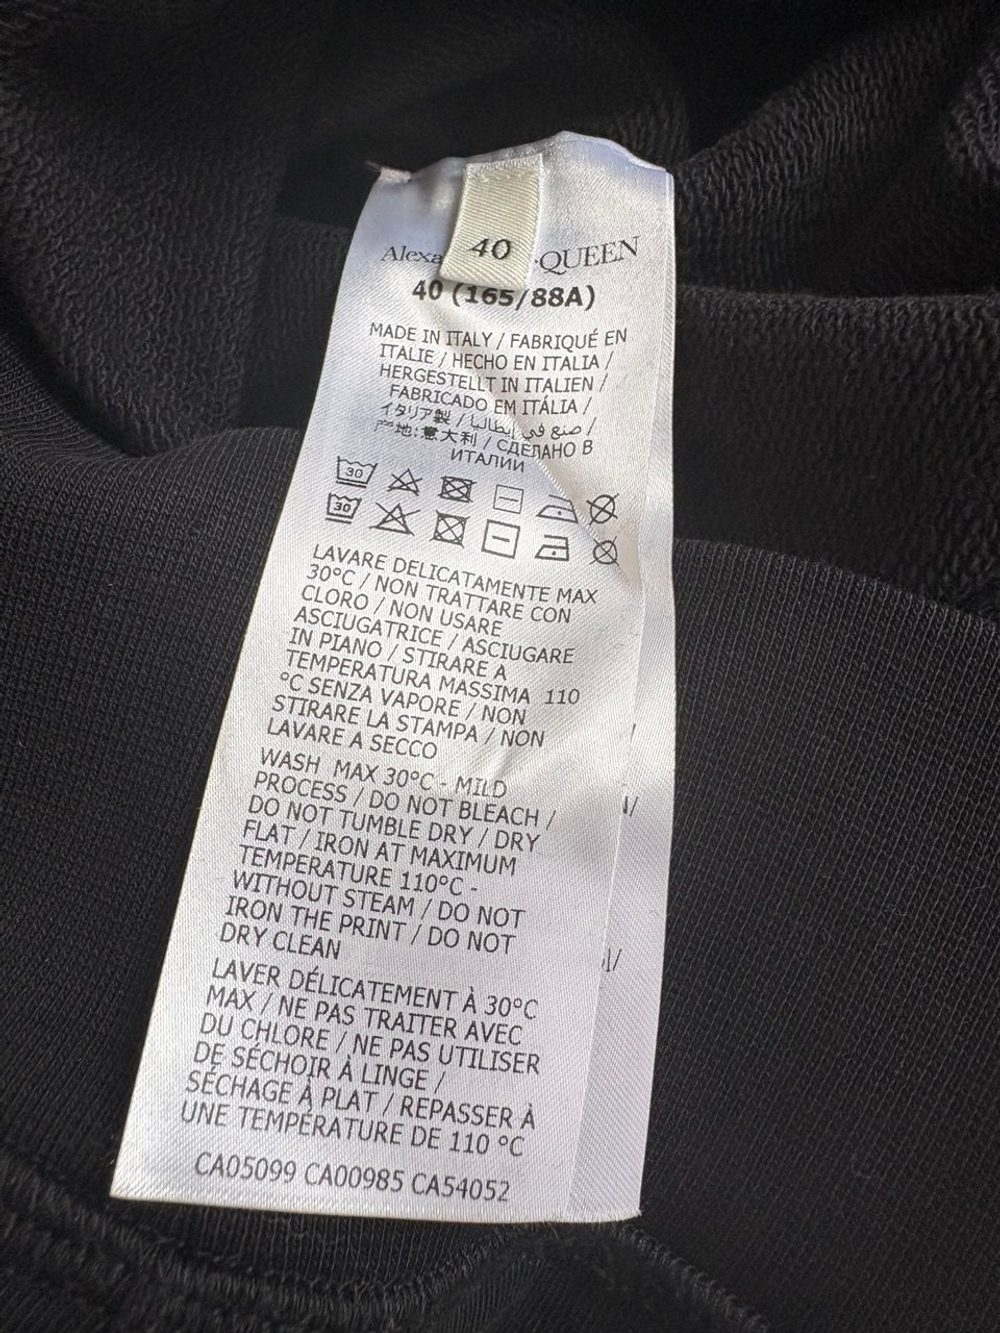 40
Alexa QUEEN
40 (165/88A)
MADE IN ITALY / FABRIQUÉ EN
ITALIE / HECHO EN ITALIA /
HERGESTELLT IN ITALIEN /
FABRICADO EM ITÁLIA /
イタリア製 / صنع في إيطاليا /
地:意大利 / СДЕЛАНО В
ИТАЛИИ
30
30
LAVARE DELICATAMENTE MAX
30°C / NON TRATTARE CON
CLORO / NON USARE
ASCIUGATRICE / ASCIUGARE
IN PIANO / STIRARE A
TEMPERATURA MASSIMA 110
°C SENZA VAPORE / NON
STIRARE LA STAMPA / NON
LAVARE A SECCO
WASH MAX 30°C - MILD
PROCESS / DO NOT BLEACH /
DO NOT TUMBLE DRY / DRY
FLAT / IRON AT MAXIMUM
TEMPERATURE 110°C -
WITHOUT STEAM / DO NOT
IRON THE PRINT / DO NOT
DRY CLEAN
LAVER DÉLICATEMENT À 30°C
MAX / NE PAS TRAITER AVEC
DU CHLORE / NE PAS UTILISER
DE SÉCHOIR À LINGE /
SÉCHAGE À PLAT / REPASSER À
UNE TEMPÉRATURE DE 110 °C
CA05099 CA00985 CA54052